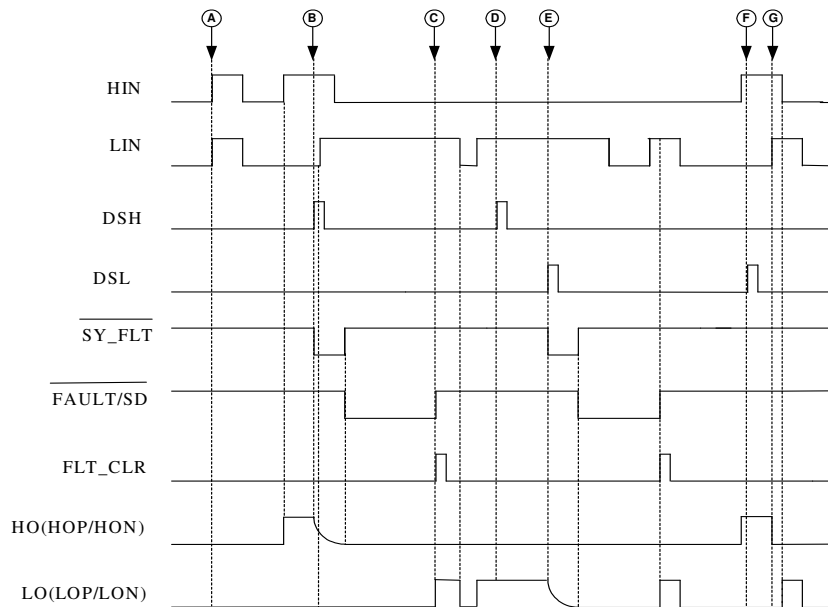 A B C D E F G
HIN
LIN
DSH
DSL
SY_FLT
FAULT/SD
FLT_CLR
HO(HOP/HON)
LO(LOP/LON)